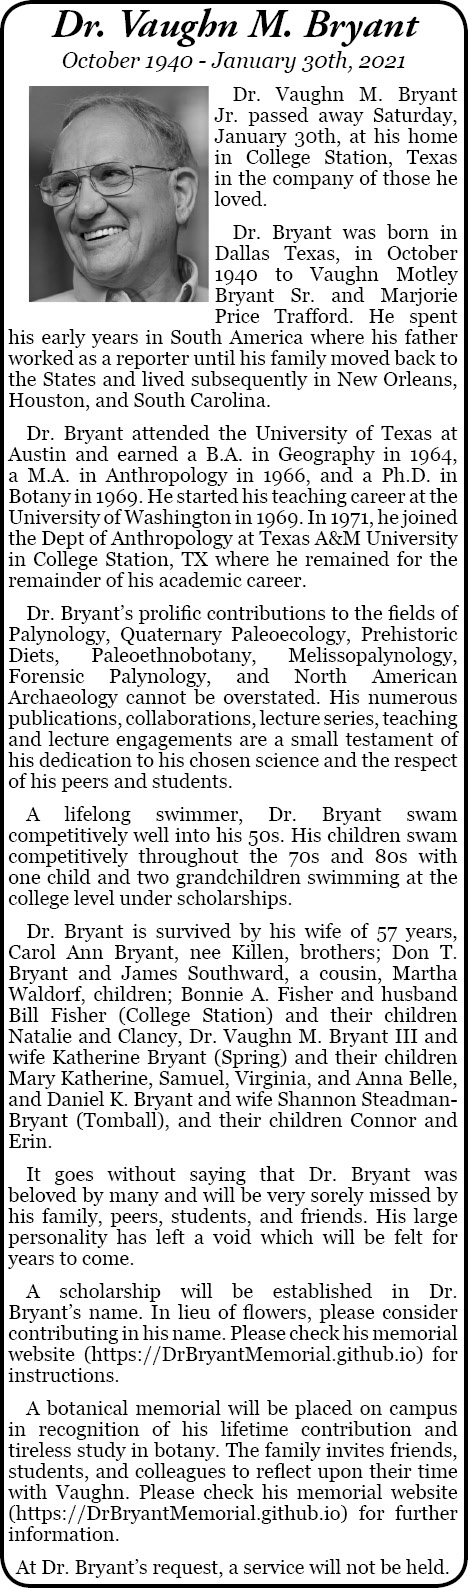 Dr. Vaughn M. Bryant
October 1940 - January 30th, 2021
Dr. Vaughn M. Bryant
Jr. passed away Saturday,
January 30th, at his home
in College Station, Texas
in the company of those he
loved.
Dr. Bryant was born in
Dallas Texas, in October
1940 to Vaughn Motley
Bryant Sr. and Marjorie
Price Trafford. He spent
his early years in South America where his father
worked as a reporter until his family moved back to
the States and lived subsequently in New Orleans,
Houston, and South Carolina.
Dr. Bryant attended the University of Texas at
Austin and earned a B.A. in Geography in 1964,
a M.A. in Anthropology in 1966, and a Ph.D. in
Botany in 1969. He started his teaching career at the
University of Washington in 1969. In 1971, he joined
the Dept of Anthropology at Texas A&M University
in College Station, TX where he remained for the
remainder of his academic career.
Dr. Bryant's prolific contributions to the fields of
Palynology, Quaternary Paleoecology, Prehistoric
Diets, Paleoethnobotany, Melissopalynology,
Forensic Palynology, and North American
Archaeology cannot be overstated. His numerous
publications, collaborations, lecture series, teaching
and lecture engagements are a small testament of
his dedication to his chosen science and the respect
of his peers and students.
A lifelong swimmer, Dr. Bryant swam
competitively well into his 50s. His children swam
competitively throughout the 70s and 80s with
one child and two grandchildren swimming at the
college level under scholarships.
Dr. Bryant is survived by his wife of 57 years,
Carol Ann Bryant, nee Killen, brothers; Don T.
Bryant and James Southward, a cousin, Martha
Waldorf, children; Bonnie A. Fisher and husband
Bill Fisher (College Station) and their children
Natalie and Clancy, Dr. Vaughn M. Bryant III and
wife Katherine Bryant (Spring) and their children
Mary Katherine, Samuel, Virginia, and Anna Belle,
and Daniel K. Bryant and wife Shannon Steadman-
Bryant (Tomball), and their children Connor and
Erin.
It goes without saying that Dr. Bryant was
beloved by many and will be very sorely missed by
his family, peers, students, and friends. His large
personality has left a void which will be felt for
years to come.
A scholarship will be established in Dr.
Bryant's name. In lieu of flowers, please consider
contributing in his name. Please check his memorial
website (https://DrBryantMemorial.github.io) for
instructions.
A botanical memorial will be placed on campus
in recognition of his lifetime contribution and
tireless study in botany. The family invites friends,
students, and colleagues to reflect upon their time
with Vaughn. Please check his memorial website
(https://DrBryantMemorial.github.io) for further
information.
At Dr. Bryant's request, a service will not be held.